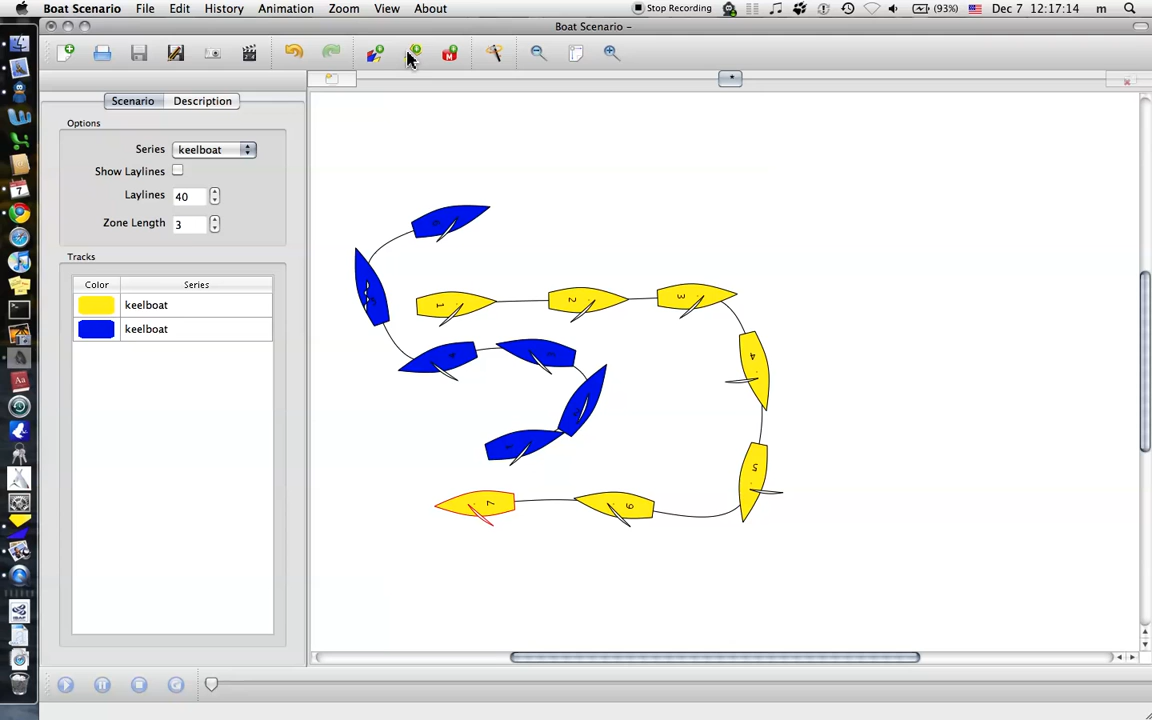 Boat Scenario File Edit History Animation Zoom View About Stop Recording (93%) Dec 7 12:17:14 m
Boat Scenario –
*
Scenario Description
Options
Series keelboat
Show Laylines
Laylines 40
Zone Length 3
Tracks
Color Series
keelboat
keelboat
1
2
3
4
5
6
7